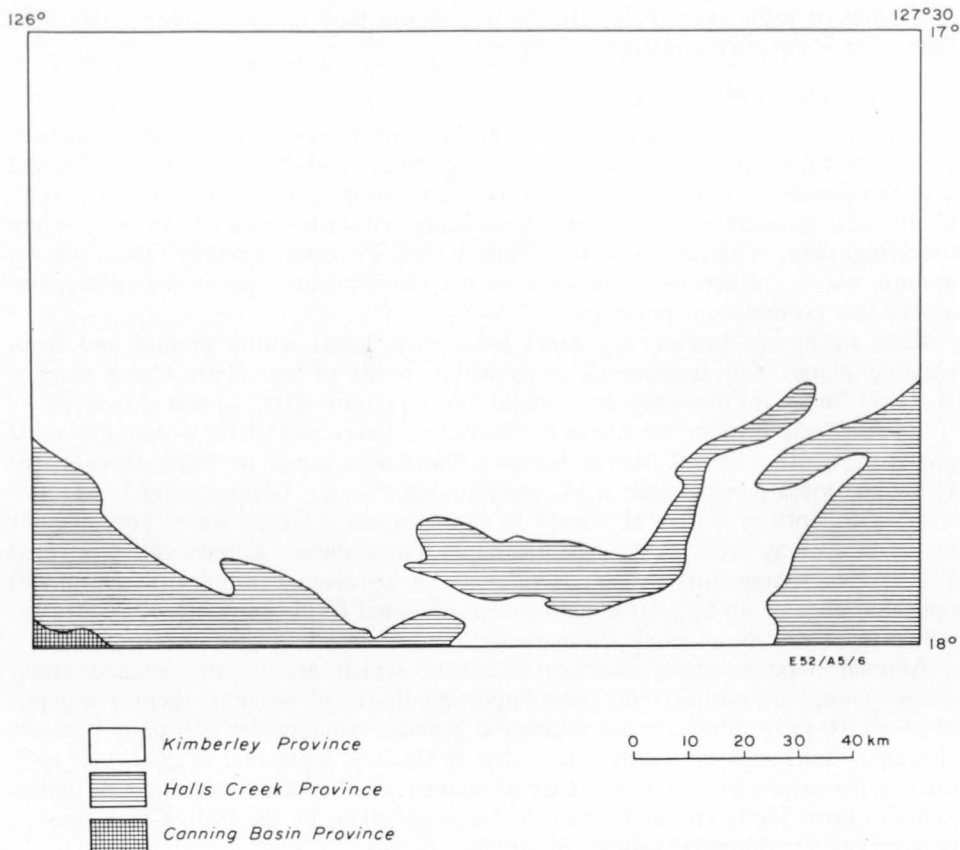 126°
127°30
17°
18°
E52/A5/6
Kimberley Province
0 10 20 30 40 km
Halls Creek Province
Canning Basin Province